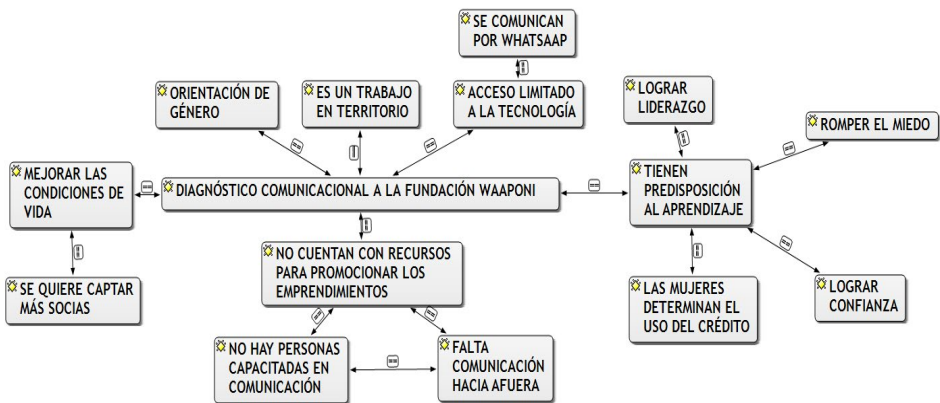 SE COMUNICAN
POR WHATSAAP
ORIENTACIÓN DE
GÉNERO
ES UN TRABAJO
EN TERRITORIO
ACCESO LIMITADO
A LA TECNOLOGÍA
LOGRAR
LIDERAZGO
ROMPER EL MIEDO
MEJORAR LAS
CONDICIONES DE
VIDA
DIAGNÓSTICO COMUNICACIONAL A LA FUNDACIÓN WAAPONI
TIENEN
PREDISPOSICIÓN
AL APRENDIZAJE
NO CUENTAN CON RECURSOS
PARA PROMOCIONAR LOS
EMPRENDIMIENTOS
SE QUIERE CAPTAR
MÁS SOCIAS
LAS MUJERES
DETERMINAN EL
USO DEL CRÉDITO
LOGRAR
CONFIANZA
NO HAY PERSONAS
CAPACITADAS EN
COMUNICACIÓN
FALTA
COMUNICACIÓN
HACIA AFUERA